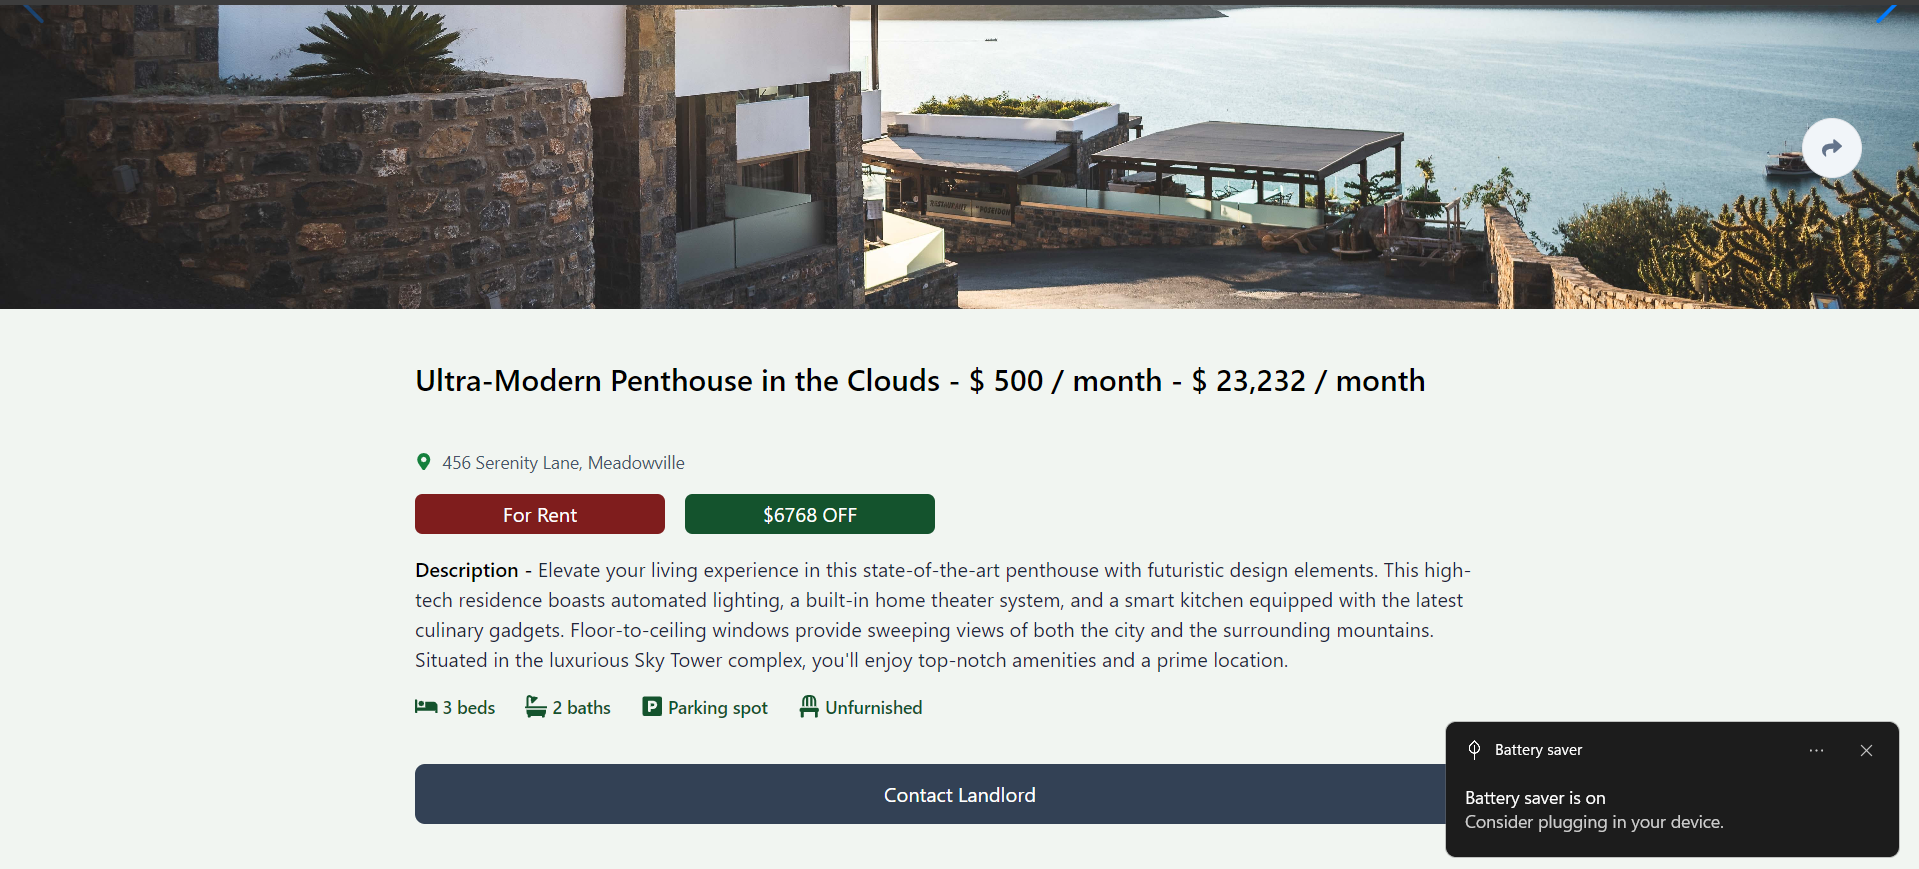 RESTAURANT POSEIDON
Ultra-Modern Penthouse in the Clouds - $ 500 / month - $ 23,232 / month
456 Serenity Lane, Meadowville
For Rent
$6768 OFF
Description - Elevate your living experience in this state-of-the-art penthouse with futuristic design elements. This high-
tech residence boasts automated lighting, a built-in home theater system, and a smart kitchen equipped with the latest
culinary gadgets. Floor-to-ceiling windows provide sweeping views of both the city and the surrounding mountains.
Situated in the luxurious Sky Tower complex, you'll enjoy top-notch amenities and a prime location.
3 beds
2 baths
P Parking spot
Unfurnished
Contact Landlord
Battery saver
Battery saver is on
Consider plugging in your device.